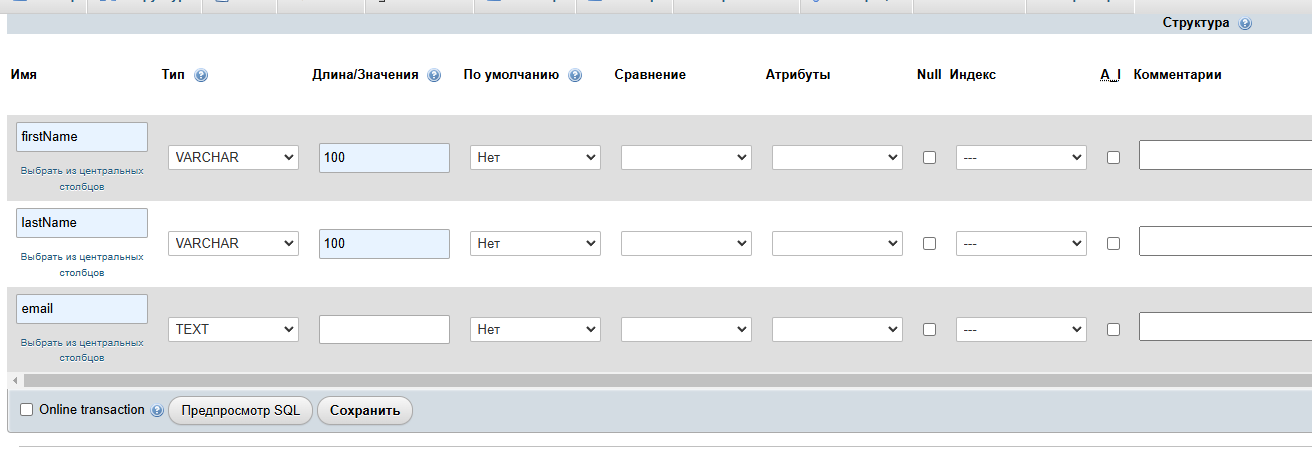 Структура
Имя Тип Длина/Значения По умолчанию Сравнение Атрибуты Null Индекс A_I Комментарии
firstName
VARCHAR 100 Нет ---
Выбрать из центральных
столбцов
lastName
VARCHAR 100 Нет ---
Выбрать из центральных
столбцов
email
TEXT Нет ---
Выбрать из центральных
столбцов
Online transaction Предпросмотр SQL Сохранить